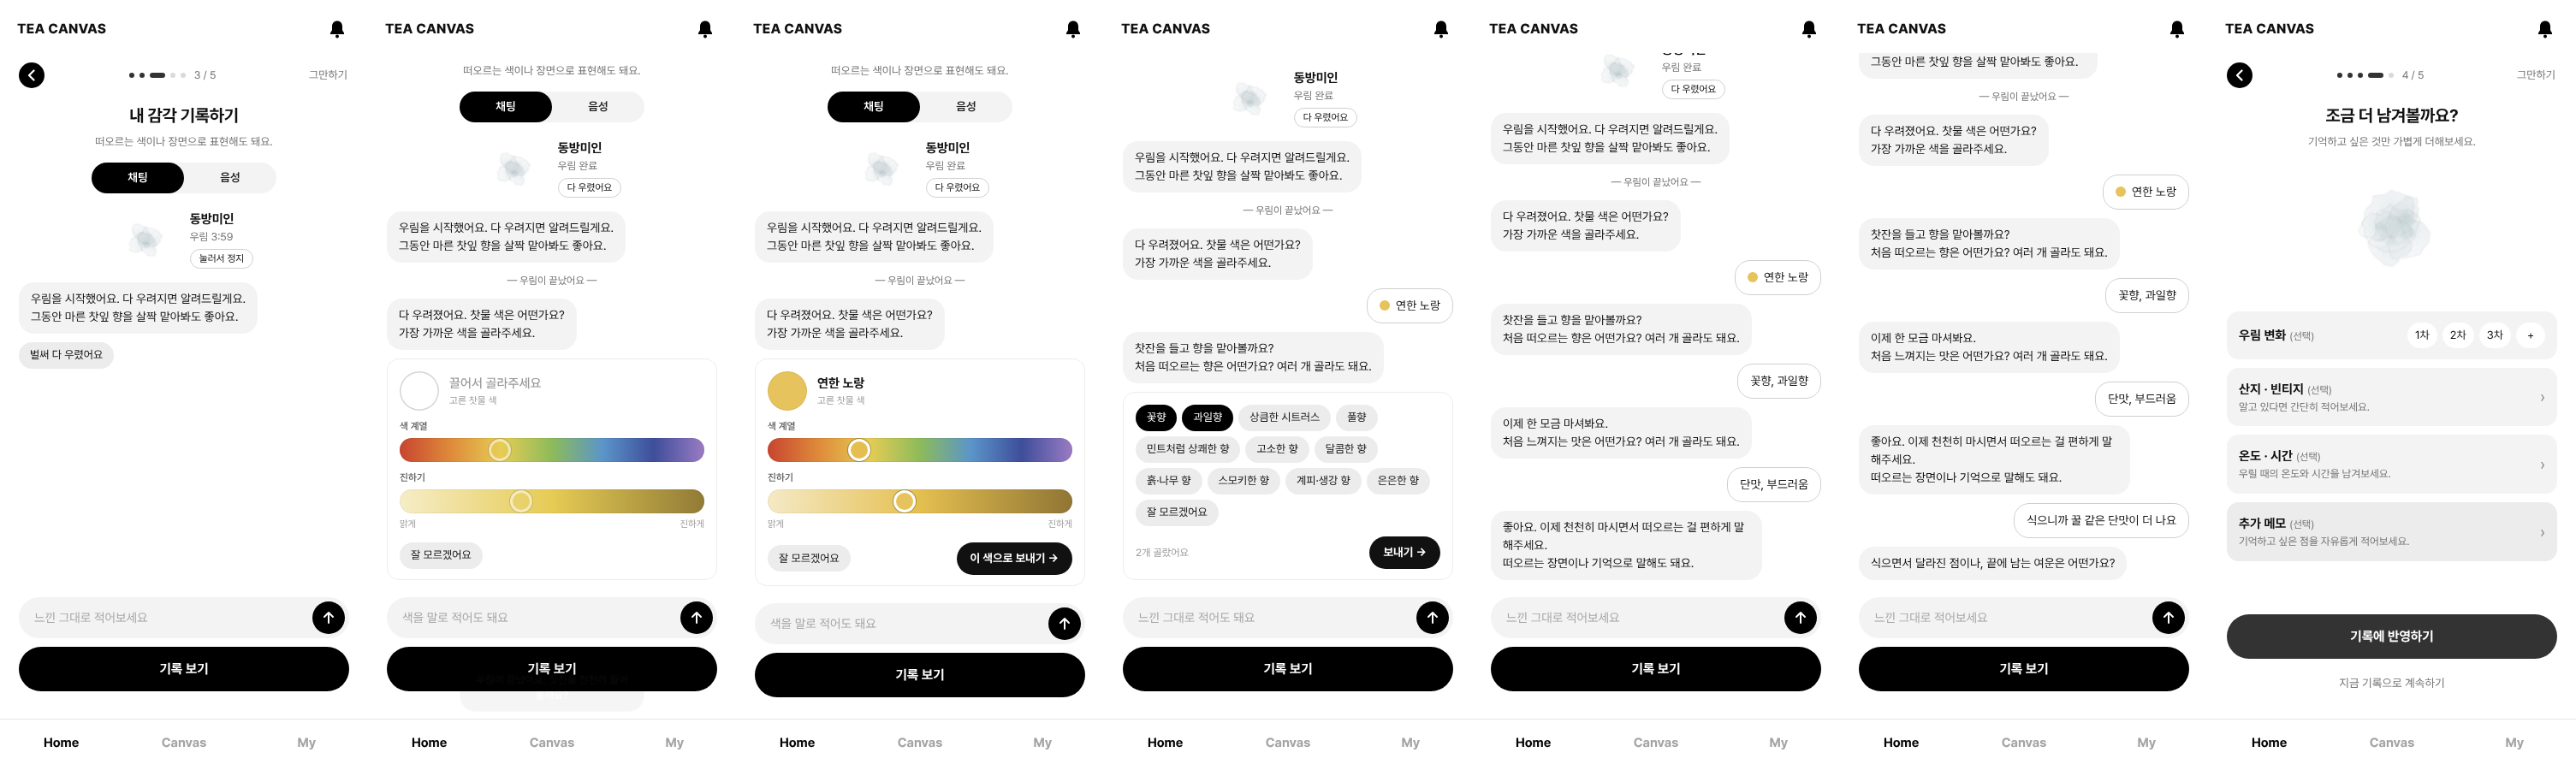 TEA CANVAS
3 / 5
그만하기
내 감각 기록하기
떠오르는 색이나 장면으로 표현해도 돼요.
채팅
음성
동방미인
우림 3:59
눌러서 정지
우림을 시작했어요. 다 우려지면 알려드릴게요.
그동안 마른 찻잎 향을 살짝 맡아봐도 좋아요.
벌써 다 우렸어요
느낀 그대로 적어보세요
기록 보기
Home
Canvas
My
TEA CANVAS
떠오르는 색이나 장면으로 표현해도 돼요.
채팅
음성
동방미인
우림 완료
다 우렸어요
우림을 시작했어요. 다 우려지면 알려드릴게요.
그동안 마른 찻잎 향을 살짝 맡아봐도 좋아요.
— 우림이 끝났어요 —
다 우려졌어요. 찻물 색은 어떤가요?
가장 가까운 색을 골라주세요.
끌어서 골라주세요
고른 찻물 색
색 계열
진하기
맑게
진하게
잘 모르겠어요
색을 말로 적어도 돼요
기록 보기
Home
Canvas
My
TEA CANVAS
떠오르는 색이나 장면으로 표현해도 돼요.
채팅
음성
동방미인
우림 완료
다 우렸어요
우림을 시작했어요. 다 우려지면 알려드릴게요.
그동안 마른 찻잎 향을 살짝 맡아봐도 좋아요.
— 우림이 끝났어요 —
다 우려졌어요. 찻물 색은 어떤가요?
가장 가까운 색을 골라주세요.
연한 노랑
고른 찻물 색
색 계열
진하기
맑게
진하게
잘 모르겠어요
이 색으로 보내기 →
색을 말로 적어도 돼요
기록 보기
Home
Canvas
My
TEA CANVAS
동방미인
우림 완료
다 우렸어요
우림을 시작했어요. 다 우려지면 알려드릴게요.
그동안 마른 찻잎 향을 살짝 맡아봐도 좋아요.
— 우림이 끝났어요 —
다 우려졌어요. 찻물 색은 어떤가요?
가장 가까운 색을 골라주세요.
연한 노랑
찻잔을 들고 향을 맡아볼까요?
처음 떠오르는 향은 어떤가요? 여러 개 골라도 돼요.
꽃향 과일향 상큼한 시트러스 풀향
민트처럼 상쾌한 향 고소한 향 달콤한 향
흙·나무 향 스모키한 향 계피·생강 향 은은한 향
잘 모르겠어요
2개 골랐어요
보내기 →
느낀 그대로 적어도 돼요
기록 보기
Home
Canvas
My
TEA CANVAS
우림 완료
다 우렸어요
우림을 시작했어요. 다 우려지면 알려드릴게요.
그동안 마른 찻잎 향을 살짝 맡아봐도 좋아요.
— 우림이 끝났어요 —
다 우려졌어요. 찻물 색은 어떤가요?
가장 가까운 색을 골라주세요.
연한 노랑
찻잔을 들고 향을 맡아볼까요?
처음 떠오르는 향은 어떤가요? 여러 개 골라도 돼요.
꽃향, 과일향
이제 한 모금 마셔봐요.
처음 느껴지는 맛은 어떤가요? 여러 개 골라도 돼요.
단맛, 부드러움
좋아요. 이제 천천히 마시면서 떠오르는 걸 편하게 말
해주세요.
떠오르는 장면이나 기억으로 말해도 돼요.
느낀 그대로 적어보세요
기록 보기
Home
Canvas
My
TEA CANVAS
그동안 마른 찻잎 향을 살짝 맡아봐도 좋아요.
— 우림이 끝났어요 —
다 우려졌어요. 찻물 색은 어떤가요?
가장 가까운 색을 골라주세요.
연한 노랑
찻잔을 들고 향을 맡아볼까요?
처음 떠오르는 향은 어떤가요? 여러 개 골라도 돼요.
꽃향, 과일향
이제 한 모금 마셔봐요.
처음 느껴지는 맛은 어떤가요? 여러 개 골라도 돼요.
단맛, 부드러움
좋아요. 이제 천천히 마시면서 떠오르는 걸 편하게 말
해주세요.
떠오르는 장면이나 기억으로 말해도 돼요.
식으니까 꿀 같은 단맛이 더 나요
식으면서 달라진 점이나, 끝에 남는 여운은 어떤가요?
느낀 그대로 적어보세요
기록 보기
Home
Canvas
My
TEA CANVAS
4 / 5
그만하기
조금 더 남겨볼까요?
기억하고 싶은 것만 가볍게 더해보세요.
우림 변화 (선택)
1차 2차 3차 +
산지 · 빈티지 (선택)
알고 있다면 간단히 적어보세요.
온도 · 시간 (선택)
우릴 때의 온도와 시간을 남겨보세요.
추가 메모 (선택)
기억하고 싶은 점을 자유롭게 적어보세요.
기록에 반영하기
지금 기록으로 계속하기
Home
Canvas
My